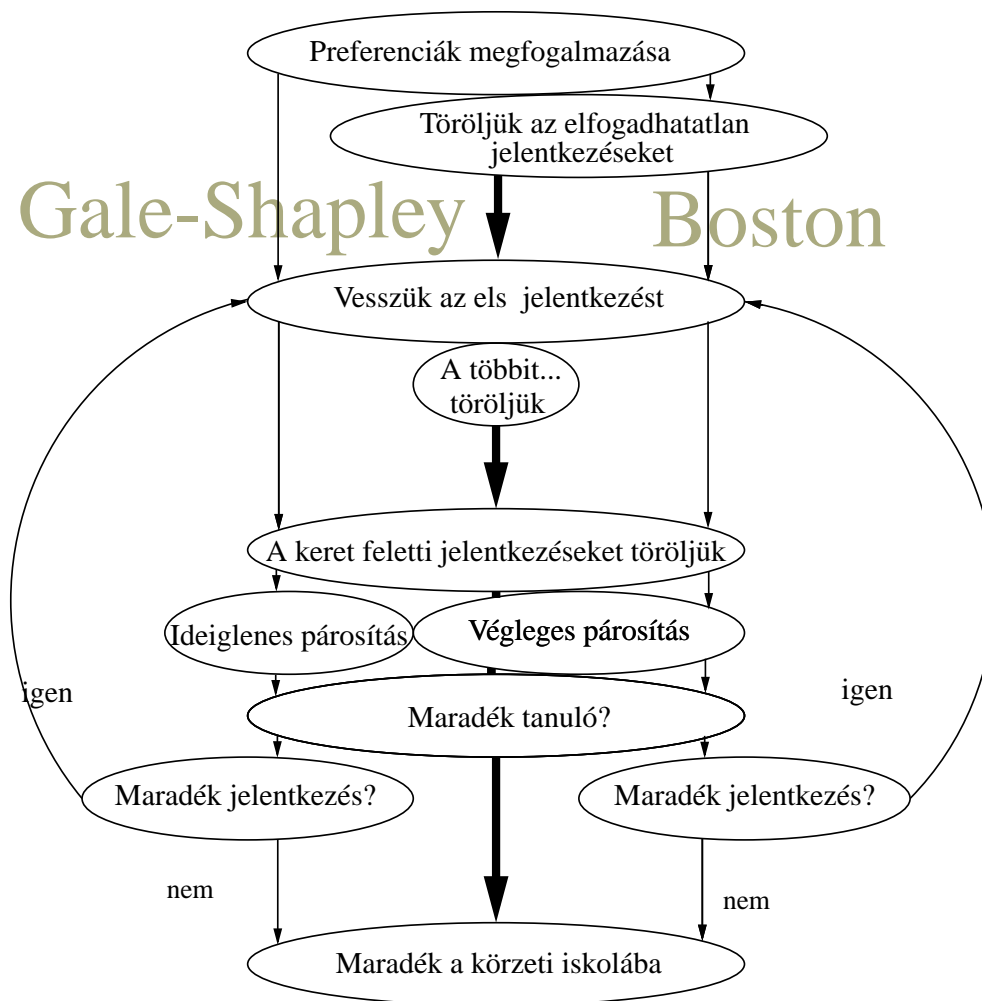 Preferenciák megfogalmazása
Töröljük az elfogadhatatlan
jelentkezéseket
Gale-Shapley
Boston
Vesszük az els jelentkezést
A többit...
töröljük
A keret feletti jelentkezéseket töröljük
Ideiglenes párosítás
Végleges párosítás
igen
igen
Maradék tanuló?
Maradék jelentkezés?
Maradék jelentkezés?
nem
nem
Maradék a körzeti iskolába